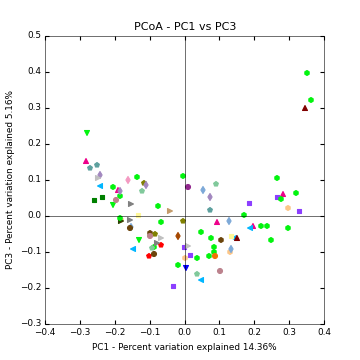 PCoA - PC1 vs PC3
0.5
0.4
0.3
0.2
0.1
0.0
−0.1
−0.2
−0.3
−0.4 −0.3 −0.2 −0.1 0.0 0.1 0.2 0.3 0.4
PC3 - Percent variation explained 5.16%
PC1 - Percent variation explained 14.36%